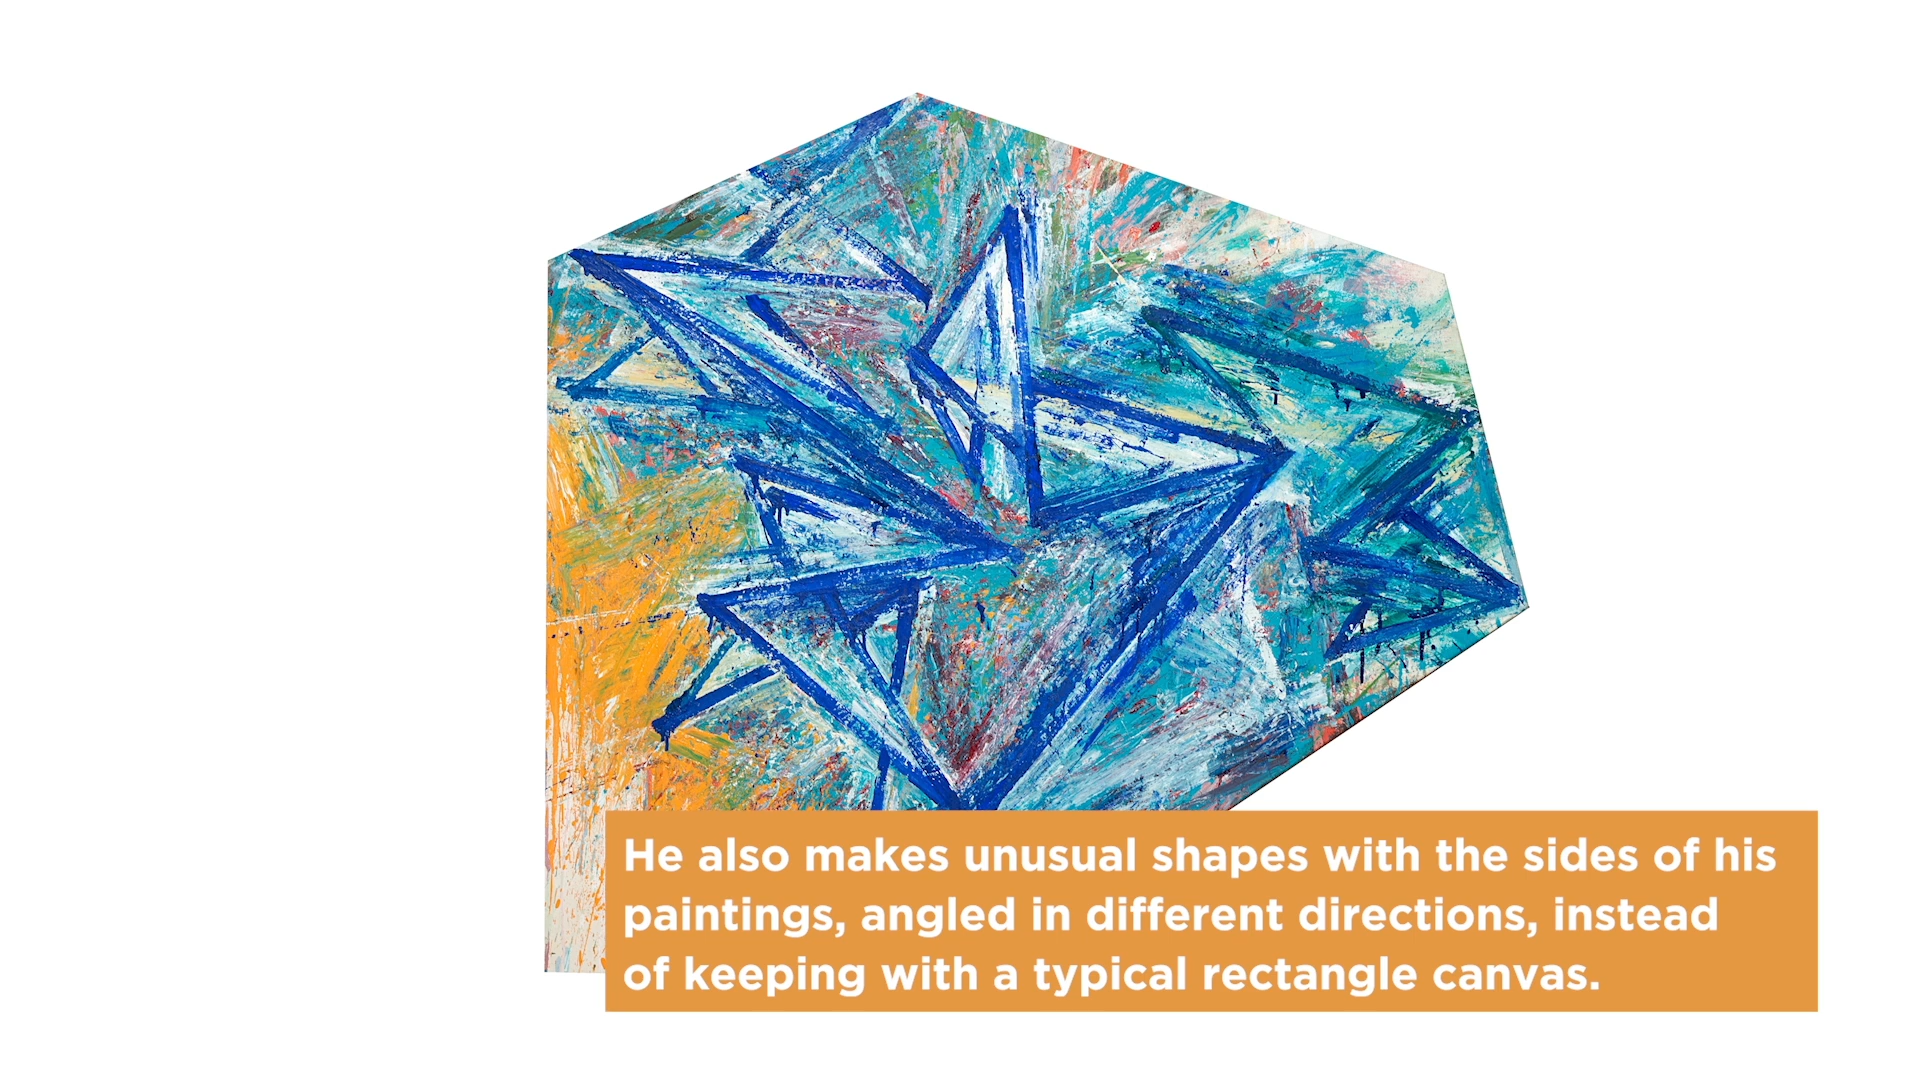 He also makes unusual shapes with the sides of his
paintings, angled in different directions, instead
of keeping with a typical rectangle canvas.